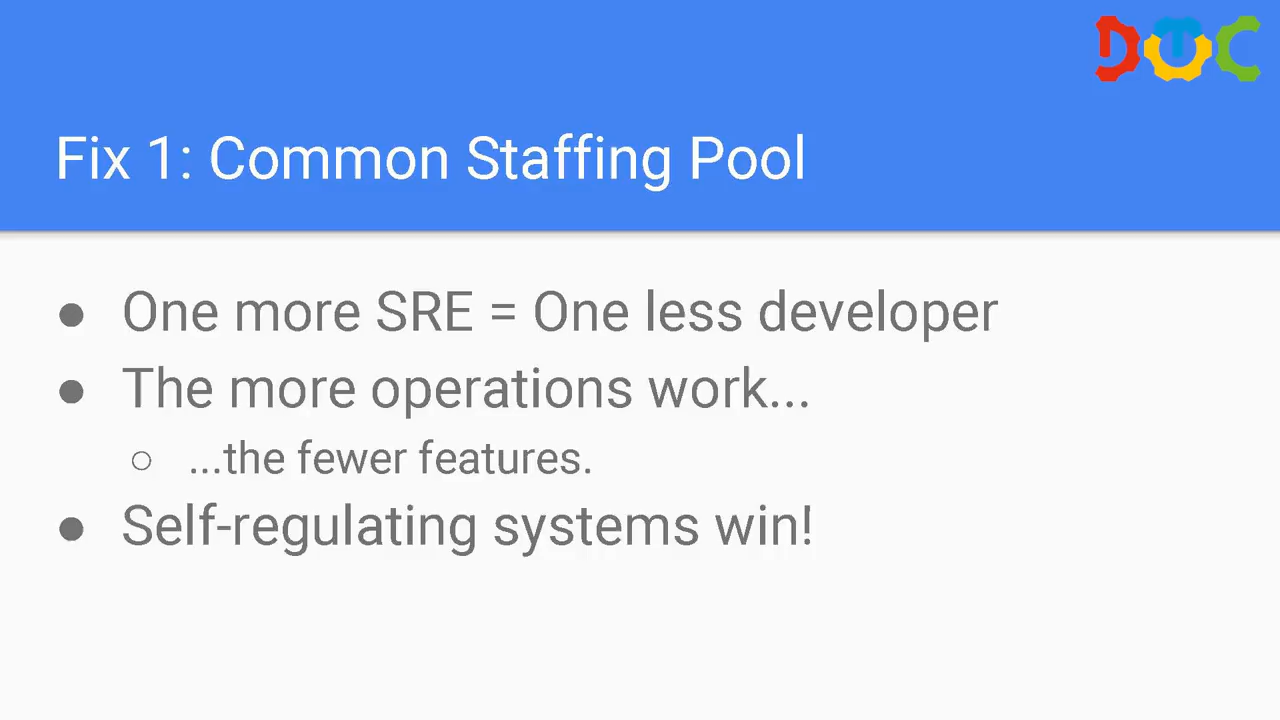 DUC
Fix 1: Common Staffing Pool
● One more SRE = One less developer
● The more operations work...
○ ...the fewer features.
● Self-regulating systems win!